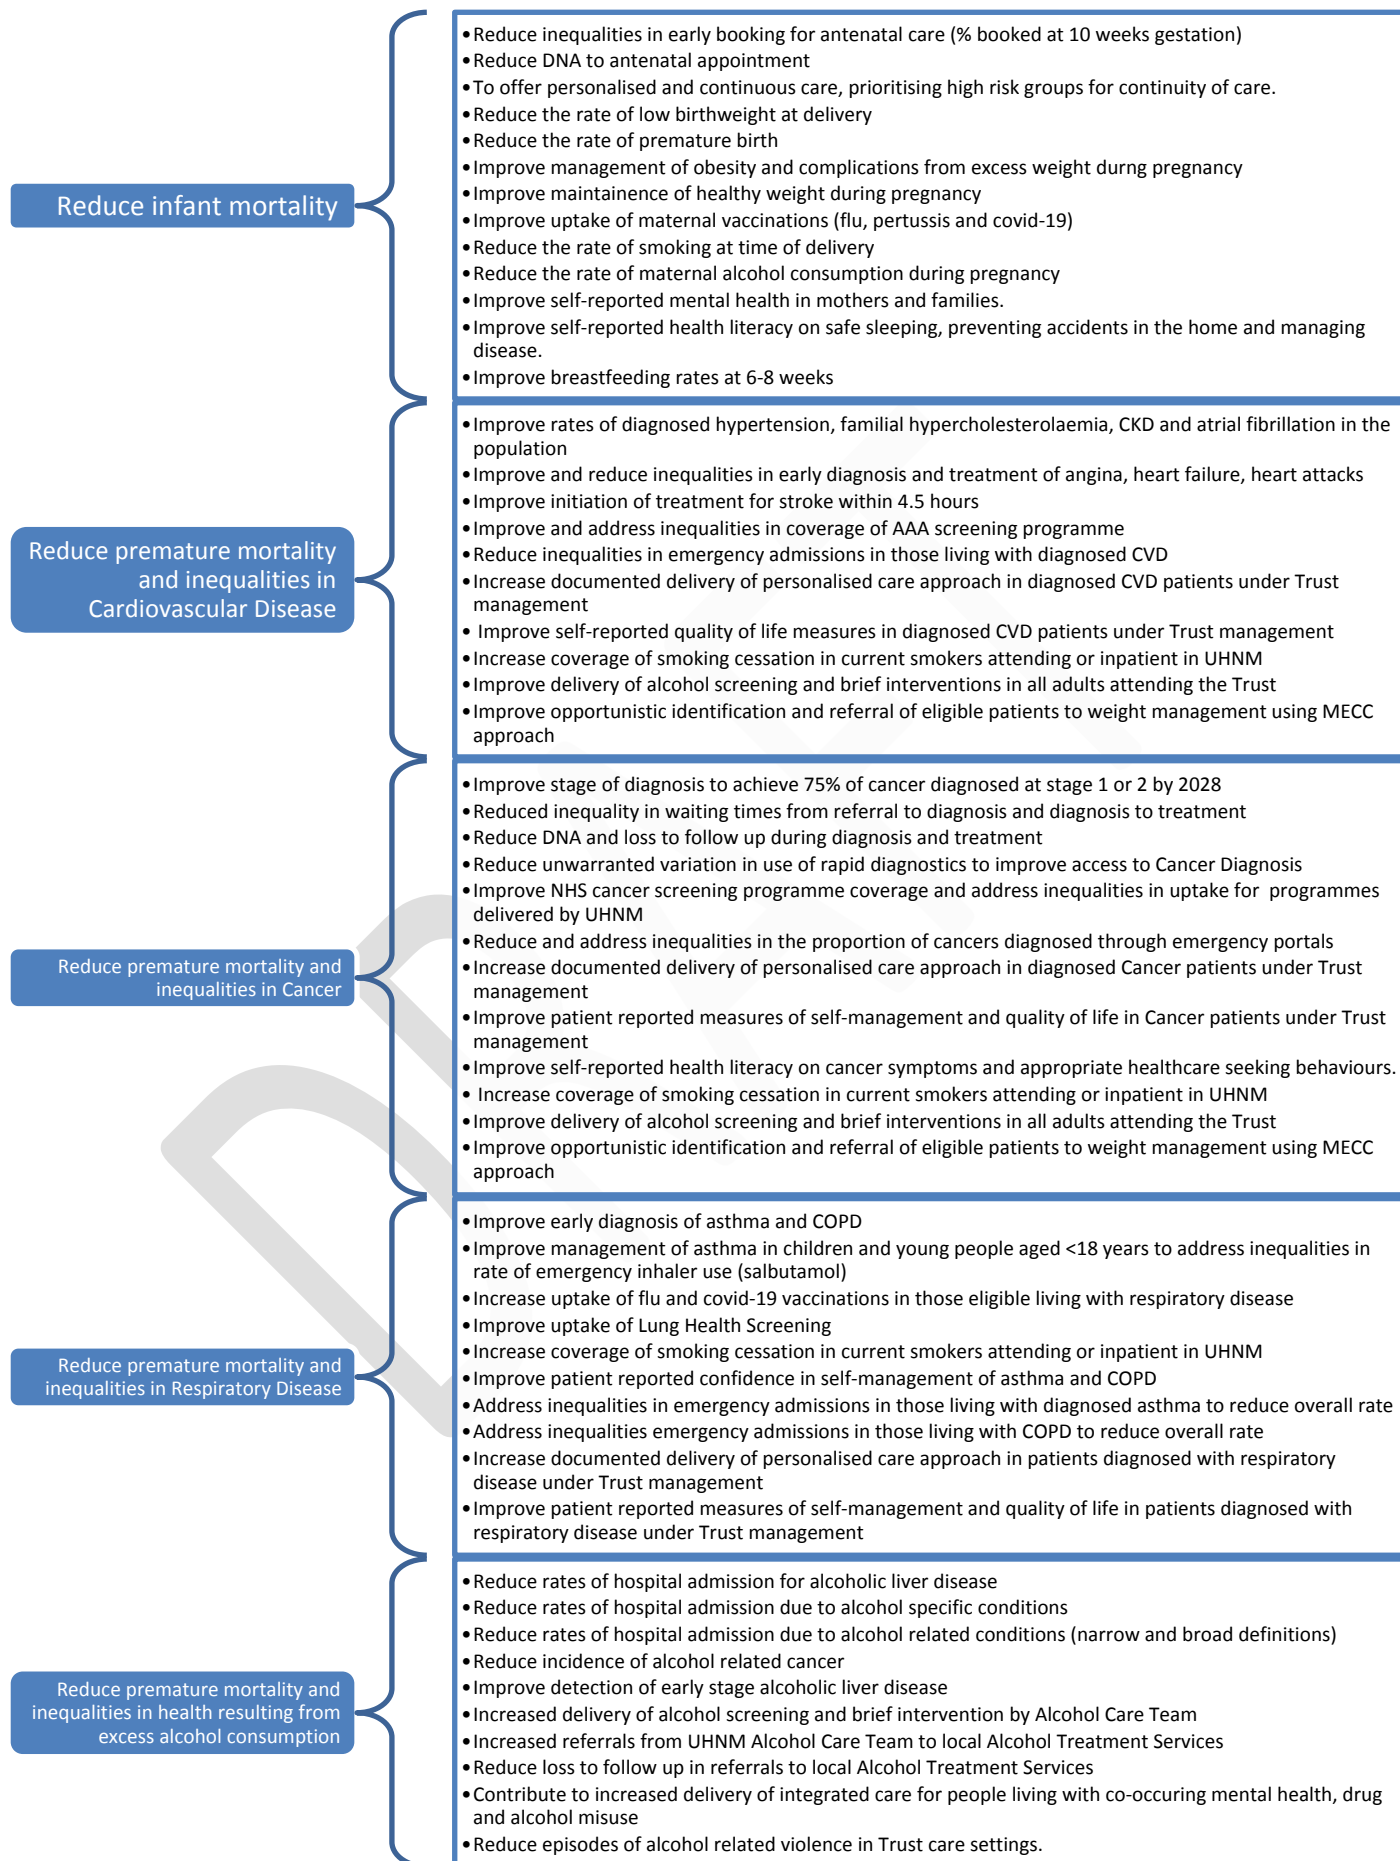 Reduce infant mortality
•Reduce inequalities in early booking for antenatal care (% booked at 10 weeks gestation)
•Reduce DNA to antenatal appointment
•To offer personalised and continuous care, prioritising high risk groups for continuity of care.
•Reduce the rate of low birthweight at delivery
•Reduce the rate of premature birth
•Improve management of obesity and complications from excess weight durng pregnancy
•Improve maintainence of healthy weight during pregnancy
•Improve uptake of maternal vaccinations (flu, pertussis and covid-19)
•Reduce the rate of smoking at time of delivery
•Reduce the rate of maternal alcohol consumption during pregnancy
•Improve self-reported mental health in mothers and families.
•Improve self-reported health literacy on safe sleeping, preventing accidents in the home and managing
disease.
•Improve breastfeeding rates at 6-8 weeks
Reduce premature mortality
and inequalities in
Cardiovascular Disease
•Improve rates of diagnosed hypertension, familial hypercholesterolaemia, CKD and atrial fibrillation in the
population
•Improve and reduce inequalities in early diagnosis and treatment of angina, heart failure, heart attacks
•Improve initiation of treatment for stroke within 4.5 hours
•Improve and address inequalities in coverage of AAA screening programme
•Reduce inequalities in emergency admissions in those living with diagnosed CVD
•Increase documented delivery of personalised care approach in diagnosed CVD patients under Trust
management
• Improve self-reported quality of life measures in diagnosed CVD patients under Trust management
•Increase coverage of smoking cessation in current smokers attending or inpatient in UHNM
•Improve delivery of alcohol screening and brief interventions in all adults attending the Trust
•Improve opportunistic identification and referral of eligible patients to weight management using MECC
approach
Reduce premature mortality and
inequalities in Cancer
•Improve stage of diagnosis to achieve 75% of cancer diagnosed at stage 1 or 2 by 2028
•Reduced inequality in waiting times from referral to diagnosis and diagnosis to treatment
•Reduce DNA and loss to follow up during diagnosis and treatment
•Reduce unwarranted variation in use of rapid diagnostics to improve access to Cancer Diagnosis
•Improve NHS cancer screening programme coverage and address inequalities in uptake for programmes
delivered by UHNM
•Reduce and address inequalities in the proportion of cancers diagnosed through emergency portals
•Increase documented delivery of personalised care approach in diagnosed Cancer patients under Trust
management
•Improve patient reported measures of self-management and quality of life in Cancer patients under Trust
management
•Improve self-reported health literacy on cancer symptoms and appropriate healthcare seeking behaviours.
• Increase coverage of smoking cessation in current smokers attending or inpatient in UHNM
•Improve delivery of alcohol screening and brief interventions in all adults attending the Trust
•Improve opportunistic identification and referral of eligible patients to weight management using MECC
approach
Reduce premature mortality and
inequalities in Respiratory Disease
•Improve early diagnosis of asthma and COPD
•Improve management of asthma in children and young people aged <18 years to address inequalities in
rate of emergency inhaler use (salbutamol)
•Increase uptake of flu and covid-19 vaccinations in those eligible living with respiratory disease
•Improve uptake of Lung Health Screening
•Increase coverage of smoking cessation in current smokers attending or inpatient in UHNM
•Improve patient reported confidence in self-management of asthma and COPD
•Address inequalities in emergency admissions in those living with diagnosed asthma to reduce overall rate
•Address inequalities emergency admissions in those living with COPD to reduce overall rate
•Increase documented delivery of personalised care approach in patients diagnosed with respiratory
disease under Trust management
•Improve patient reported measures of self-management and quality of life in patients diagnosed with
respiratory disease under Trust management
Reduce premature mortality and
inequalities in health resulting from
excess alcohol consumption
•Reduce rates of hospital admission for alcoholic liver disease
•Reduce rates of hospital admission due to alcohol specific conditions
•Reduce rates of hospital admission due to alcohol related conditions (narrow and broad definitions)
•Reduce incidence of alcohol related cancer
•Improve detection of early stage alcoholic liver disease
•Increased delivery of alcohol screening and brief intervention by Alcohol Care Team
•Increased referrals from UHNM Alcohol Care Team to local Alcohol Treatment Services
•Reduce loss to follow up in referrals to local Alcohol Treatment Services
•Contribute to increased delivery of integrated care for people living with co-occuring mental health, drug
and alcohol misuse
•Reduce episodes of alcohol related violence in Trust care settings.
DRAFT